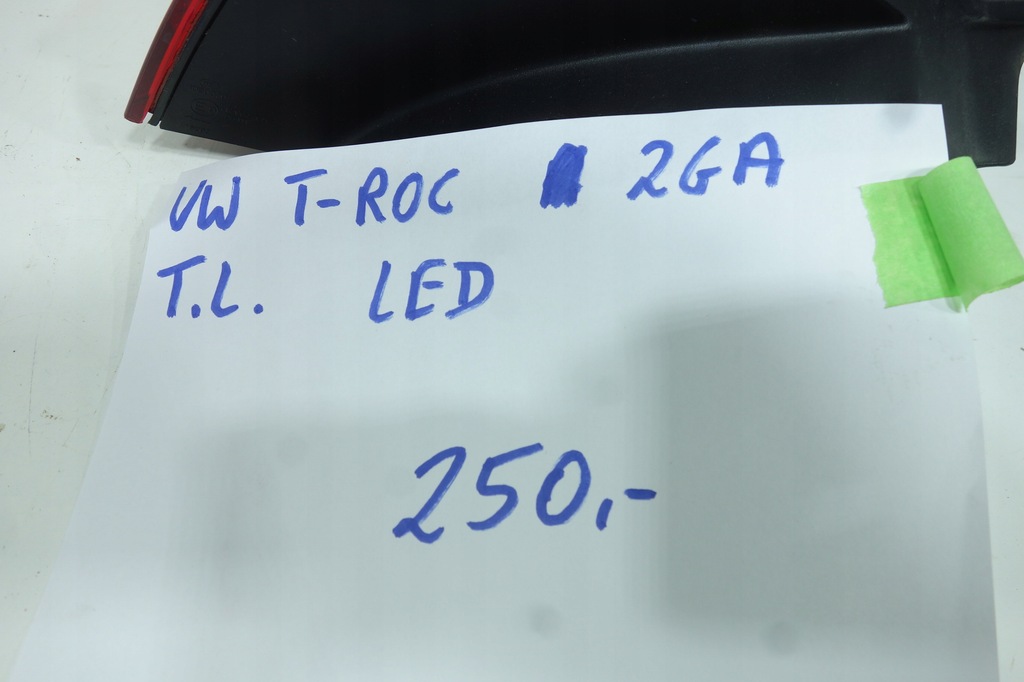 VW T-ROC 2GA
T.L. LED
250,-